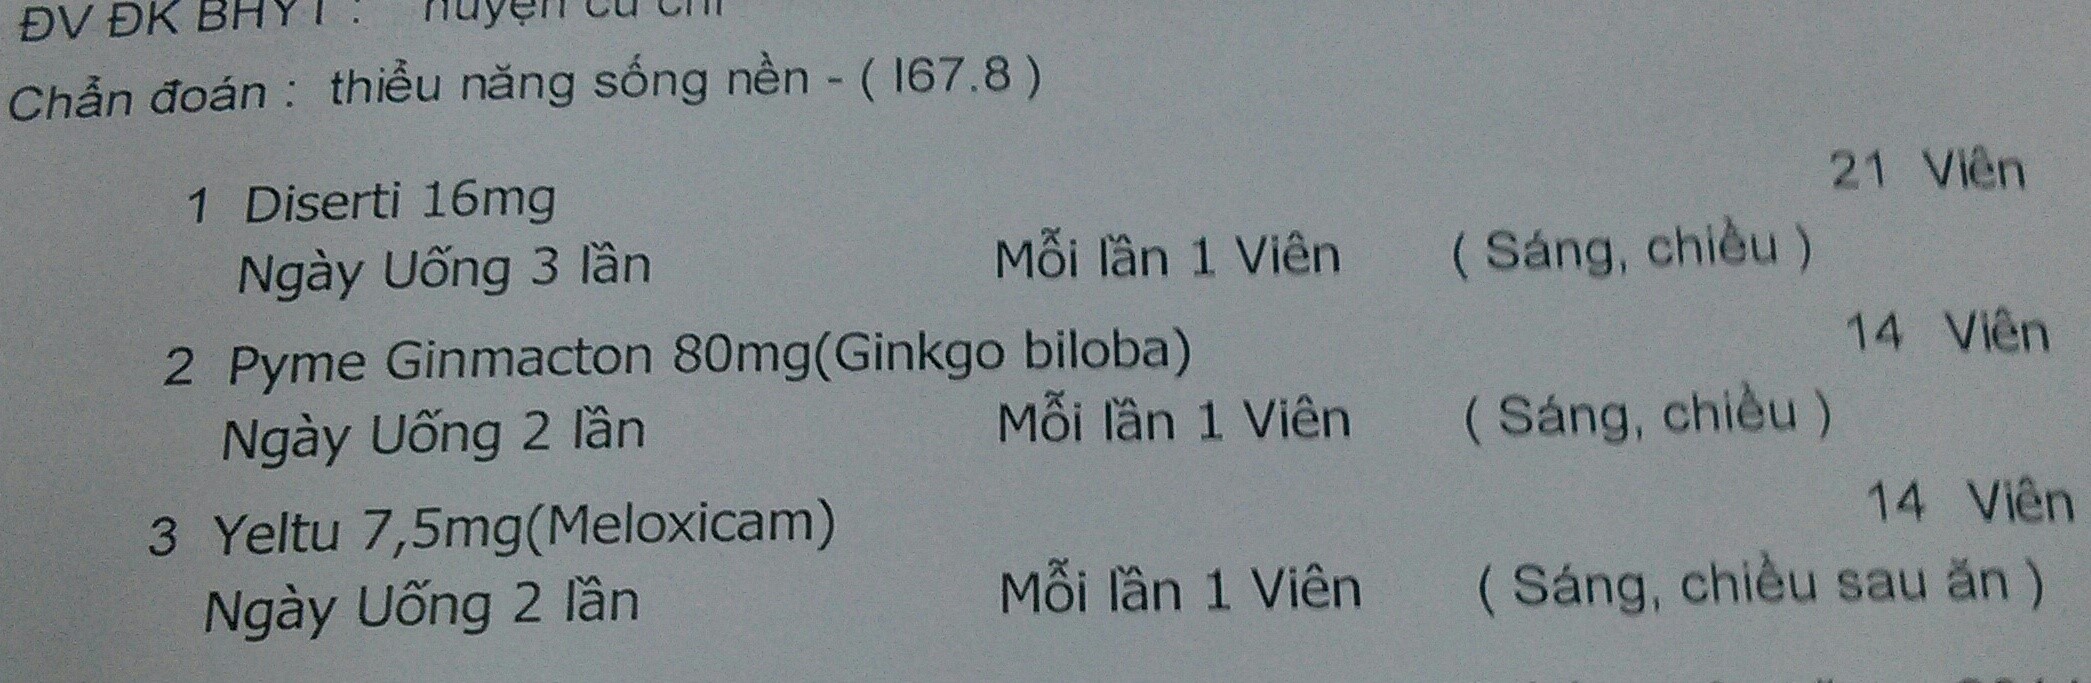 ĐV ĐK BHYT : huyện củ chi
Chẩn đoán : thiểu năng sống nền - ( I67.8 )
1 Diserti 16mg 21 Viên
Ngày Uống 3 lần Mỗi lần 1 Viên ( Sáng, chiều )
2 Pyme Ginmacton 80mg(Ginkgo biloba) 14 Viên
Ngày Uống 2 lần Mỗi lần 1 Viên ( Sáng, chiều )
3 Yeltu 7,5mg(Meloxicam) 14 Viên
Ngày Uống 2 lần Mỗi lần 1 Viên ( Sáng, chiều sau ăn )